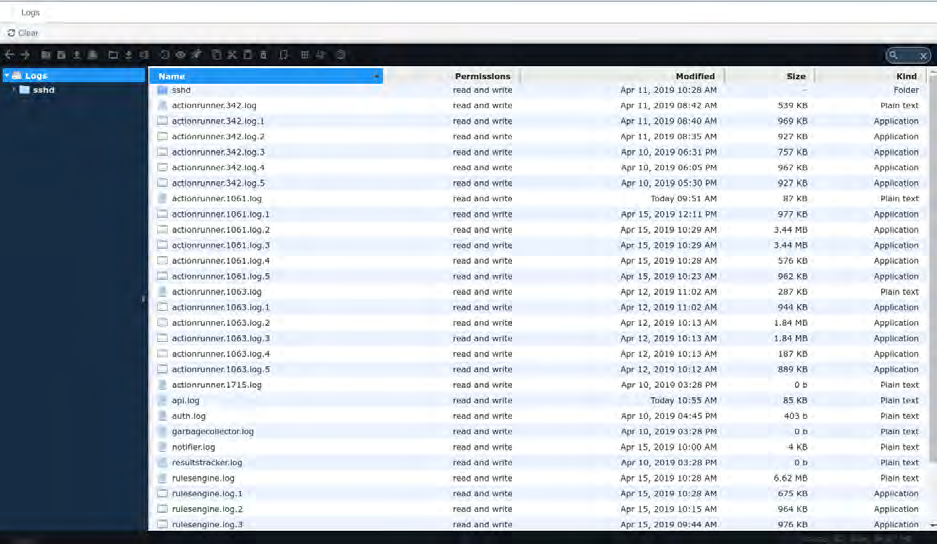 Logs
Clear
Logs
sshd
Name Permissions Modified Size Kind
sshd read and write Apr 11, 2019 10:28 AM - Folder
actionrunner.342.log read and write Apr 11, 2019 08:42 AM 539 KB Plain text
actionrunner.342.log.1 read and write Apr 11, 2019 08:40 AM 969 KB Application
actionrunner.342.log.2 read and write Apr 11, 2019 08:35 AM 927 KB Application
actionrunner.342.log.3 read and write Apr 10, 2019 06:31 PM 757 KB Application
actionrunner.342.log.4 read and write Apr 10, 2019 06:05 PM 967 KB Application
actionrunner.342.log.5 read and write Apr 10, 2019 05:30 PM 927 KB Application
actionrunner.1061.log read and write Today 09:51 AM 87 KB Plain text
actionrunner.1061.log.1 read and write Apr 15, 2019 12:11 PM 977 KB Application
actionrunner.1061.log.2 read and write Apr 15, 2019 10:29 AM 3.44 MB Application
actionrunner.1061.log.3 read and write Apr 15, 2019 10:29 AM 3.44 MB Application
actionrunner.1061.log.4 read and write Apr 15, 2019 10:28 AM 576 KB Application
actionrunner.1061.log.5 read and write Apr 15, 2019 10:23 AM 962 KB Application
actionrunner.1063.log read and write Apr 12, 2019 11:02 AM 287 KB Plain text
actionrunner.1063.log.1 read and write Apr 12, 2019 11:02 AM 944 KB Application
actionrunner.1063.log.2 read and write Apr 12, 2019 10:13 AM 1.84 MB Application
actionrunner.1063.log.3 read and write Apr 12, 2019 10:13 AM 1.84 MB Application
actionrunner.1063.log.4 read and write Apr 12, 2019 10:13 AM 187 KB Application
actionrunner.1063.log.5 read and write Apr 12, 2019 10:12 AM 889 KB Application
actionrunner.1715.log read and write Apr 10, 2019 03:28 PM 0 b Plain text
api.log read and write Today 10:55 AM 85 KB Plain text
auth.log read and write Apr 10, 2019 04:45 PM 403 b Plain text
garbagecollector.log read and write Apr 10, 2019 03:28 PM 0 b Plain text
notifier.log read and write Apr 15, 2019 10:00 AM 4 KB Plain text
resultstracker.log read and write Apr 10, 2019 03:28 PM 0 b Plain text
rulesengine.log read and write Apr 15, 2019 10:28 AM 6.62 MB Plain text
rulesengine.log.1 read and write Apr 15, 2019 10:28 AM 675 KB Application
rulesengine.log.2 read and write Apr 15, 2019 10:15 AM 964 KB Application
rulesengine.log.3 read and write Apr 15, 2019 09:44 AM 976 KB Application